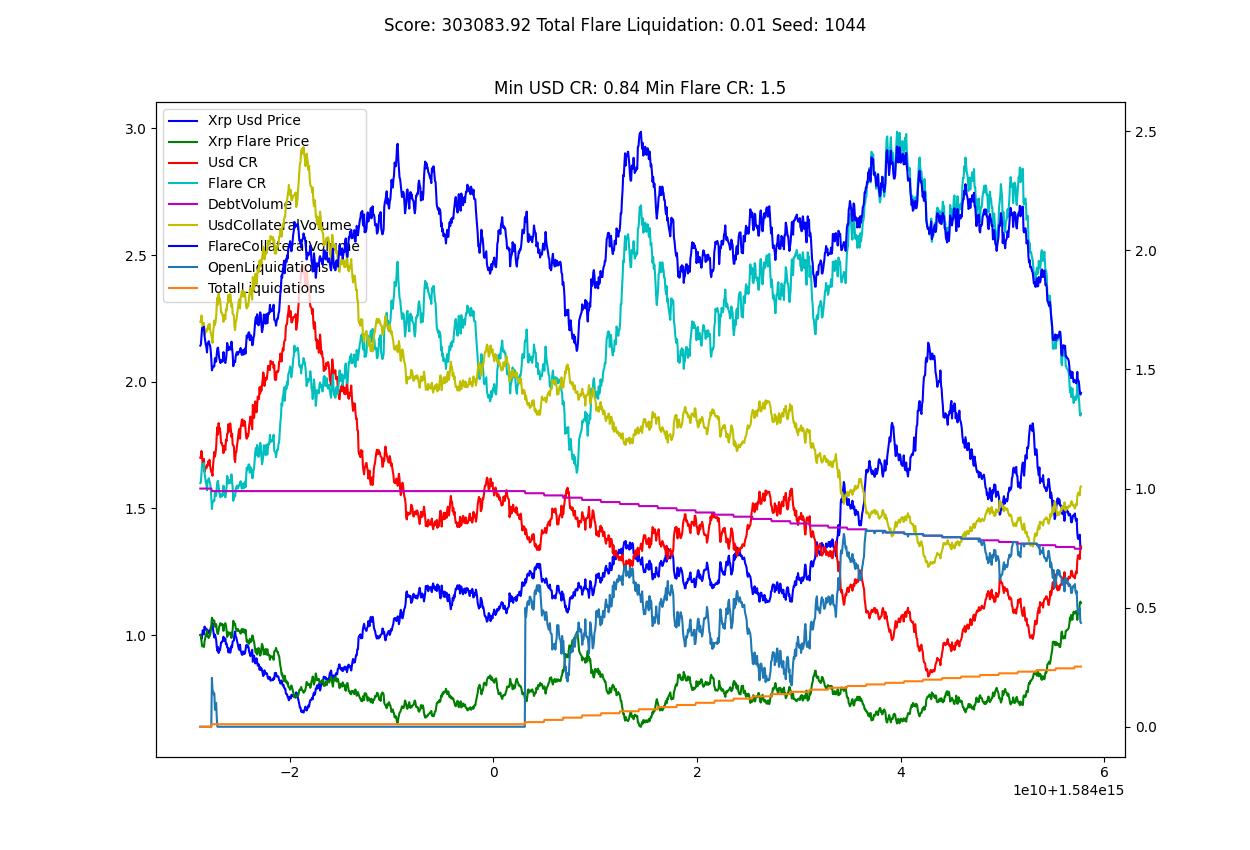 Score: 303083.92 Total Flare Liquidation: 0.01 Seed: 1044
Min USD CR: 0.84 Min Flare CR: 1.5
Xrp Usd Price
Xrp Flare Price
Usd CR
Flare CR
DebtVolume
UsdCollateralVolume
FlareCollateralVolume
OpenLiquidations
TotalLiquidations
3.0
2.5
2.0
1.5
1.0
2.5
2.0
1.5
1.0
0.5
0.0
−2
0
2
4
6
1e10+1.584e15